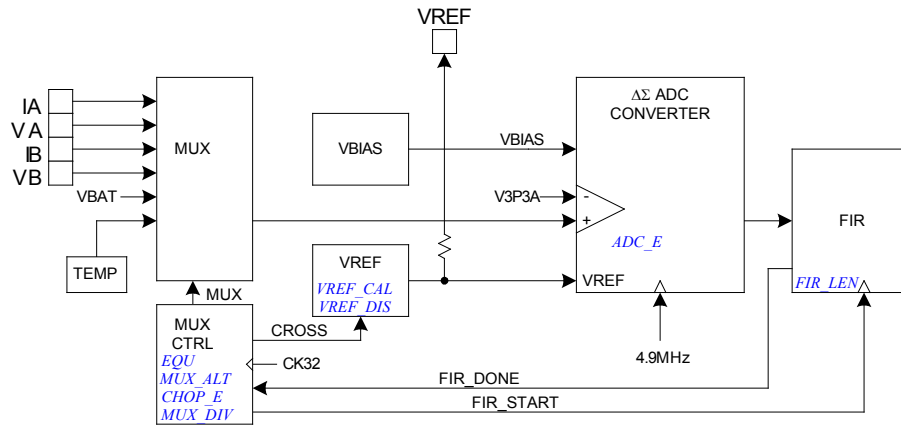 VREF
IA
VA
IB
VB
VBAT
TEMP
MUX
VBIAS
VBIAS
ΔΣ ADC
CONVERTER
V3P3A
-
+
ADC_E
FIR
FIR_LEN
VREF
VREF_CAL
VREF_DIS
VREF
MUX
MUX
CTRL
EQU
MUX_ALT
CHOP_E
MUX_DIV
CROSS
CK32
4.9MHz
FIR_DONE
FIR_START